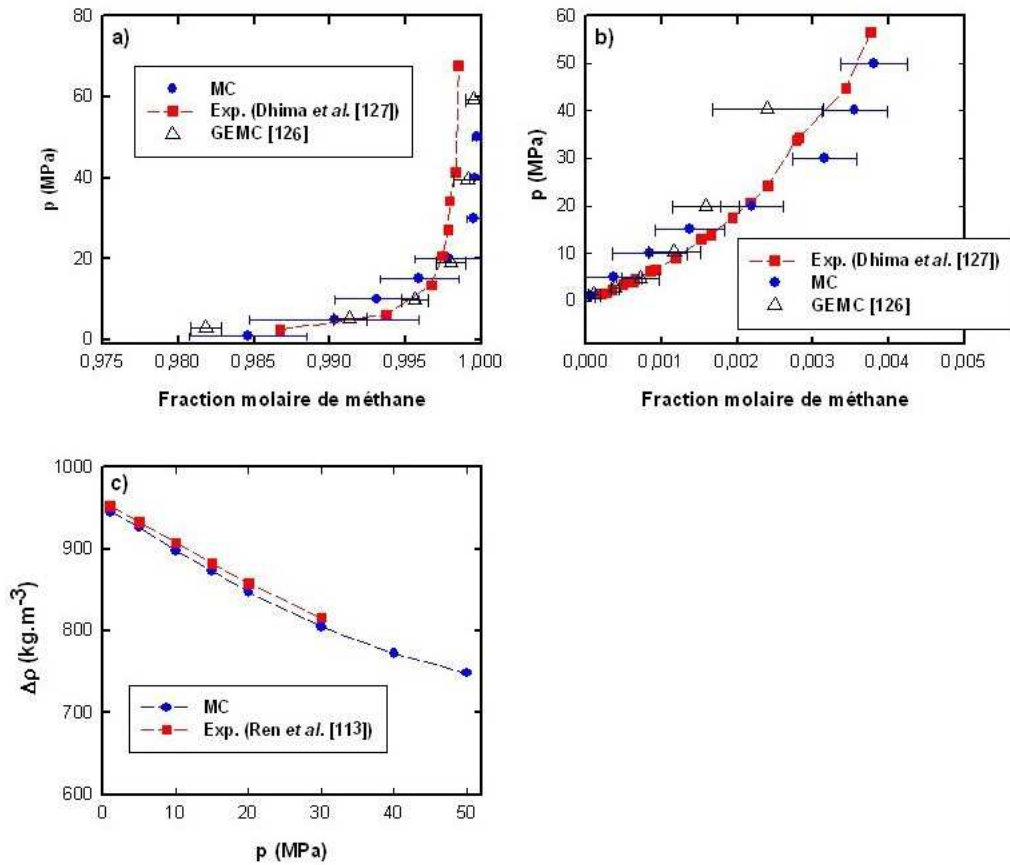 a)
80
60
40
20
0
p (MPa)
MC
Exp. (Dhima et al. [127])
GEMC [126]
0,975 0,980 0,985 0,990 0,995 1,000
Fraction molaire de méthane
b)
60
50
40
30
20
10
0
p (MPa)
Exp. (Dhima et al. [127])
MC
GEMC [126]
0,000 0,001 0,002 0,003 0,004 0,005
Fraction molaire de méthane
c)
1000
900
800
700
600
Δρ (kg.m-3)
MC
Exp. (Ren et al. [113])
0 10 20 30 40 50
p (MPa)